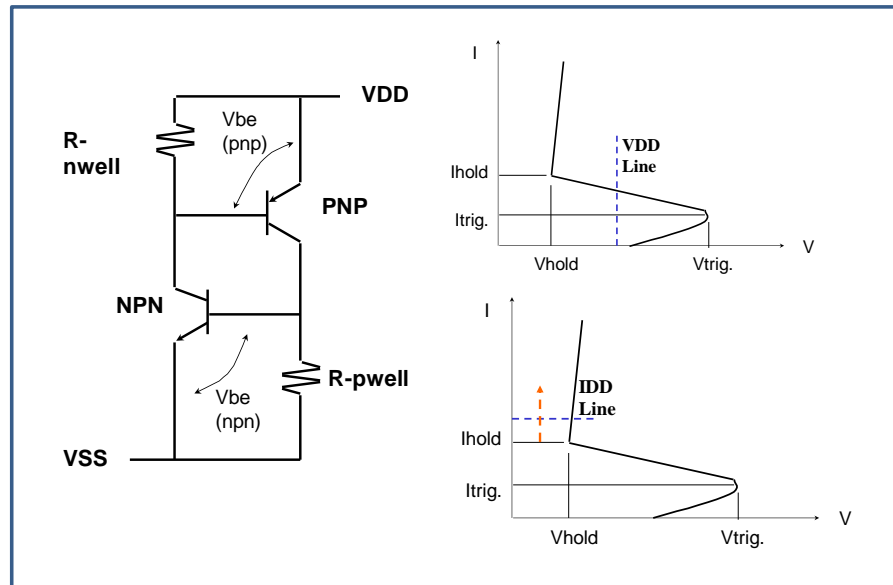 VDD
Vbe
(pnp)
R-
nwell
PNP
NPN
R-pwell
Vbe
(npn)
VSS
I
VDD
Line
Ihold
Itrig.
Vhold
Vtrig.
V
I
IDD
Line
Ihold
Itrig.
Vhold
Vtrig.
V